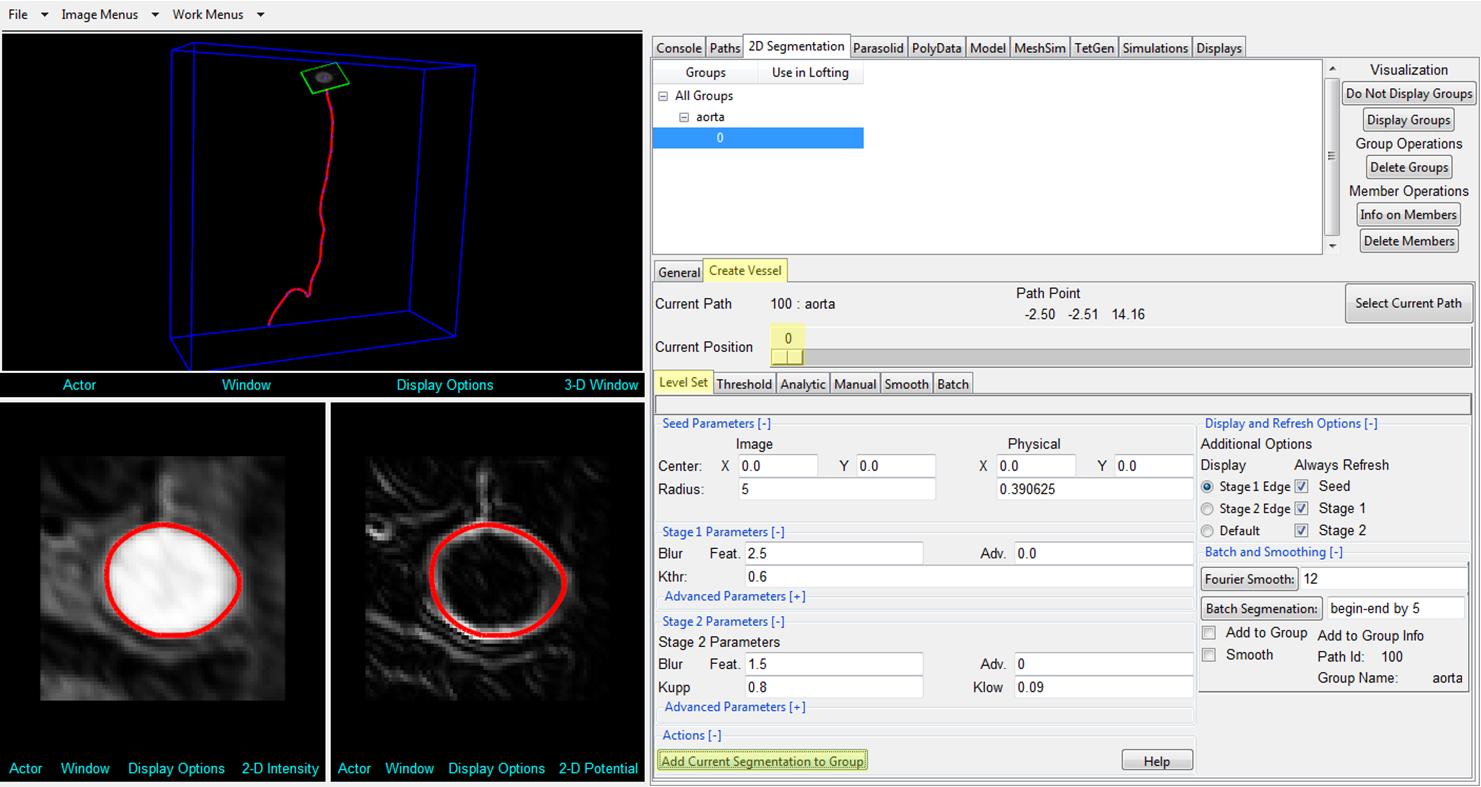 File Image Menus Work Menus
Console Paths 2D Segmentation Parasolid PolyData Model MeshSim TetGen Simulations Displays
Groups Use in Lofting
All Groups
aorta
0
Visualization
Do Not Display Groups
Display Groups
Group Operations
Delete Groups
Member Operations
Info on Members
Delete Members
General Create Vessel
Current Path 100 : aorta
Path Point
-2.50 -2.51 14.16
Select Current Path
Current Position 0
Actor Window Display Options 3-D Window
Level Set Threshold Analytic Manual Smooth Batch
Seed Parameters [-]
Image Physical
Center: X 0.0 Y 0.0 X 0.0 Y 0.0
Radius: 5 0.390625
Stage 1 Parameters [-]
Blur Feat. 2.5 Adv. 0.0
Kthr: 0.6
Advanced Parameters [+]
Stage 2 Parameters [-]
Stage 2 Parameters
Blur Feat. 1.5 Adv. 0
Kupp 0.8 Klow 0.09
Advanced Parameters [+]
Actions [-]
Add Current Segmentation to Group Help
Display and Refresh Options [-]
Additional Options
Display Always Refresh
Stage 1 Edge Seed
Stage 2 Edge Stage 1
Default Stage 2
Batch and Smoothing [-]
Fourier Smooth: 12
Batch Segmenation: begin-end by 5
Add to Group Add to Group Info
Smooth Path Id: 100
Group Name: aorta
Actor Window Display Options 2-D Intensity
Actor Window Display Options 2-D Potential